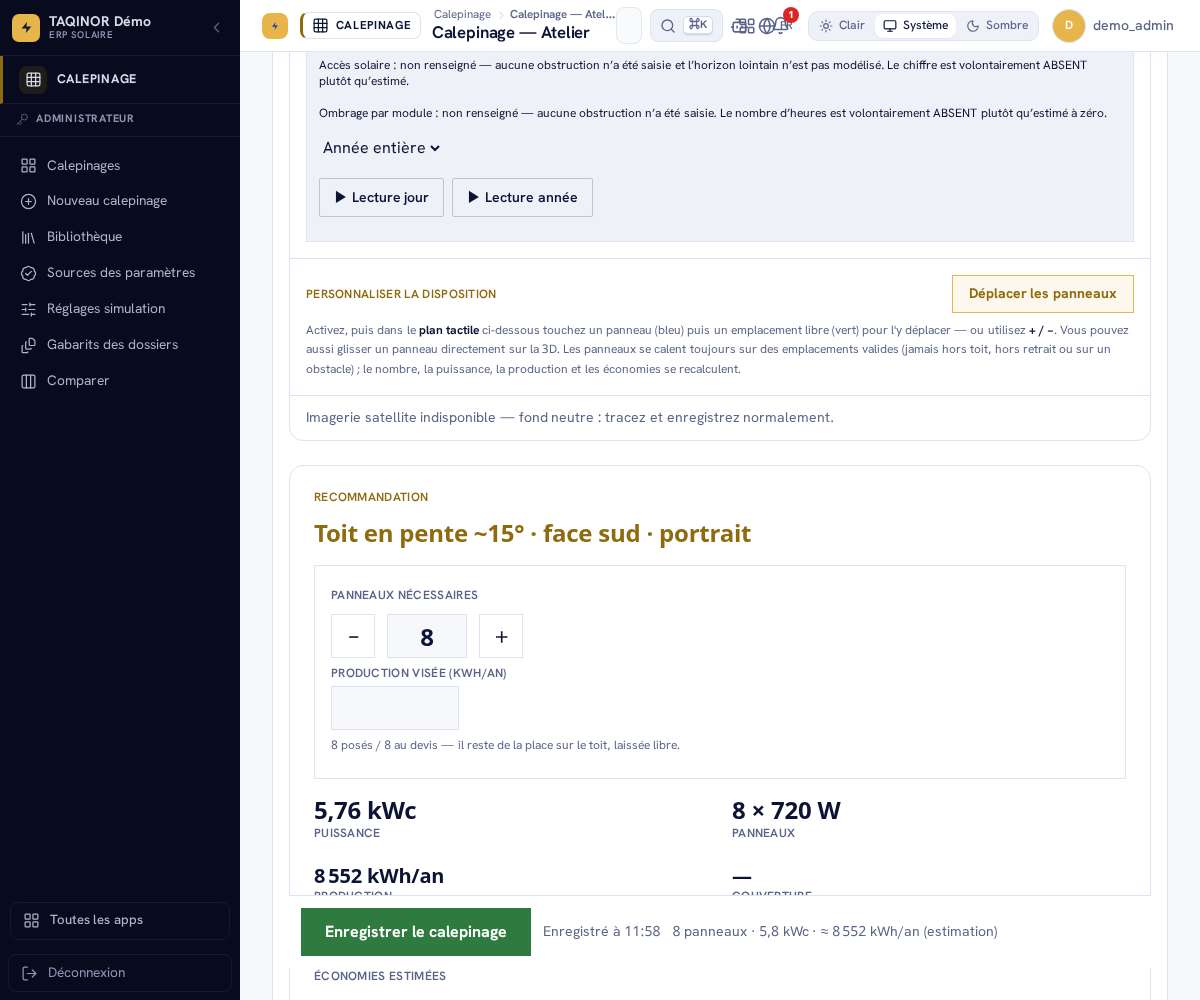 TAQINOR Démo
ERP SOLAIRE
CALEPINAGE
ADMINISTRATEUR
Calepinages
Nouveau calepinage
Bibliothèque
Sources des paramètres
Réglages simulation
Gabarits des dossiers
Comparer
Toutes les apps
Déconnexion
CALEPINAGE
Calepinage
Calepinage — Atel...
Calepinage — Atelier
⌘K
1
Clair
Système
Sombre
D
demo_admin
Accès solaire : non renseigné — aucune obstruction n’a été saisie et l’horizon lointain n’est pas modélisé. Le chiffre est volontairement ABSENT
plutôt qu’estimé.
Ombrage par module : non renseigné — aucune obstruction n’a été saisie. Le nombre d’heures est volontairement ABSENT plutôt qu’estimé à zéro.
Année entière
▶ Lecture jour
▶ Lecture année
PERSONNALISER LA DISPOSITION
Déplacer les panneaux
Activez, puis dans le plan tactile ci-dessous touchez un panneau (bleu) puis un emplacement libre (vert) pour l'y déplacer — ou utilisez + / −. Vous pouvez
aussi glisser un panneau directement sur la 3D. Les panneaux se calent toujours sur des emplacements valides (jamais hors toit, hors retrait ou sur un
obstacle) ; le nombre, la puissance, la production et les économies se recalculent.
Imagerie satellite indisponible — fond neutre : tracez et enregistrez normalement.
RECOMMANDATION
Toit en pente ~15° · face sud · portrait
PANNEAUX NÉCESSAIRES
− 8 +
PRODUCTION VISÉE (KWH/AN)
8 posés / 8 au devis — il reste de la place sur le toit, laissée libre.
5,76 kWc
PUISSANCE
8 × 720 W
PANNEAUX
8 552 kWh/an
PRODUCTION
—
COUVERTURE
Enregistrer le calepinage
Enregistré à 11:58
8 panneaux · 5,8 kWc · ≈ 8 552 kWh/an (estimation)
ÉCONOMIES ESTIMÉES